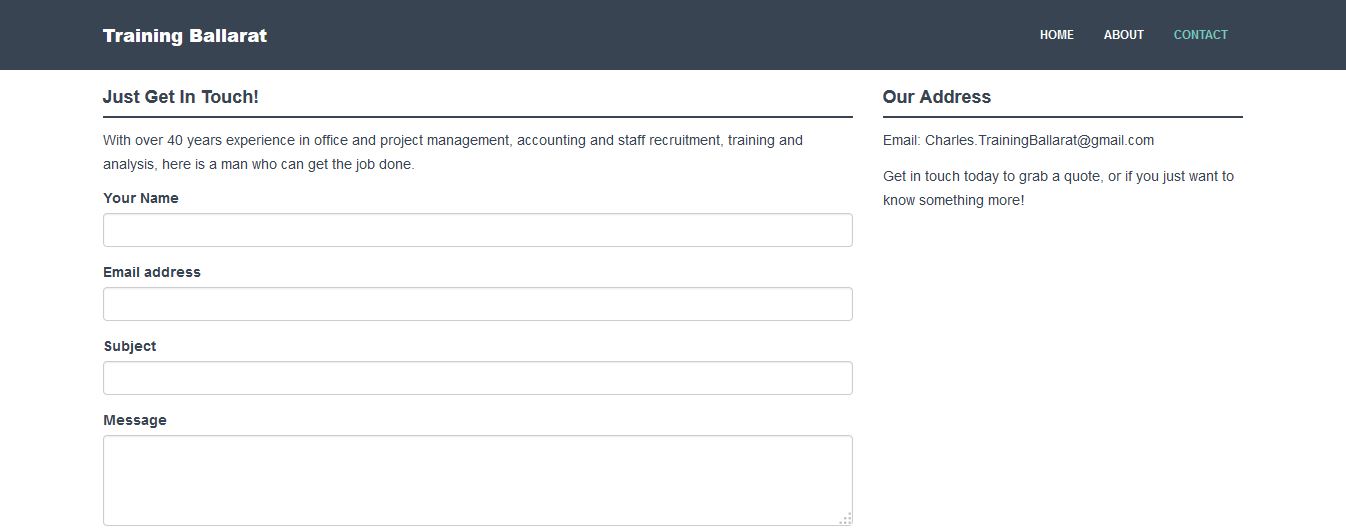 Training Ballarat
HOME
ABOUT
CONTACT
Just Get In Touch!
With over 40 years experience in office and project management, accounting and staff recruitment, training and
analysis, here is a man who can get the job done.
Your Name
Email address
Subject
Message
Our Address
Email: Charles.TrainingBallarat@gmail.com
Get in touch today to grab a quote, or if you just want to
know something more!